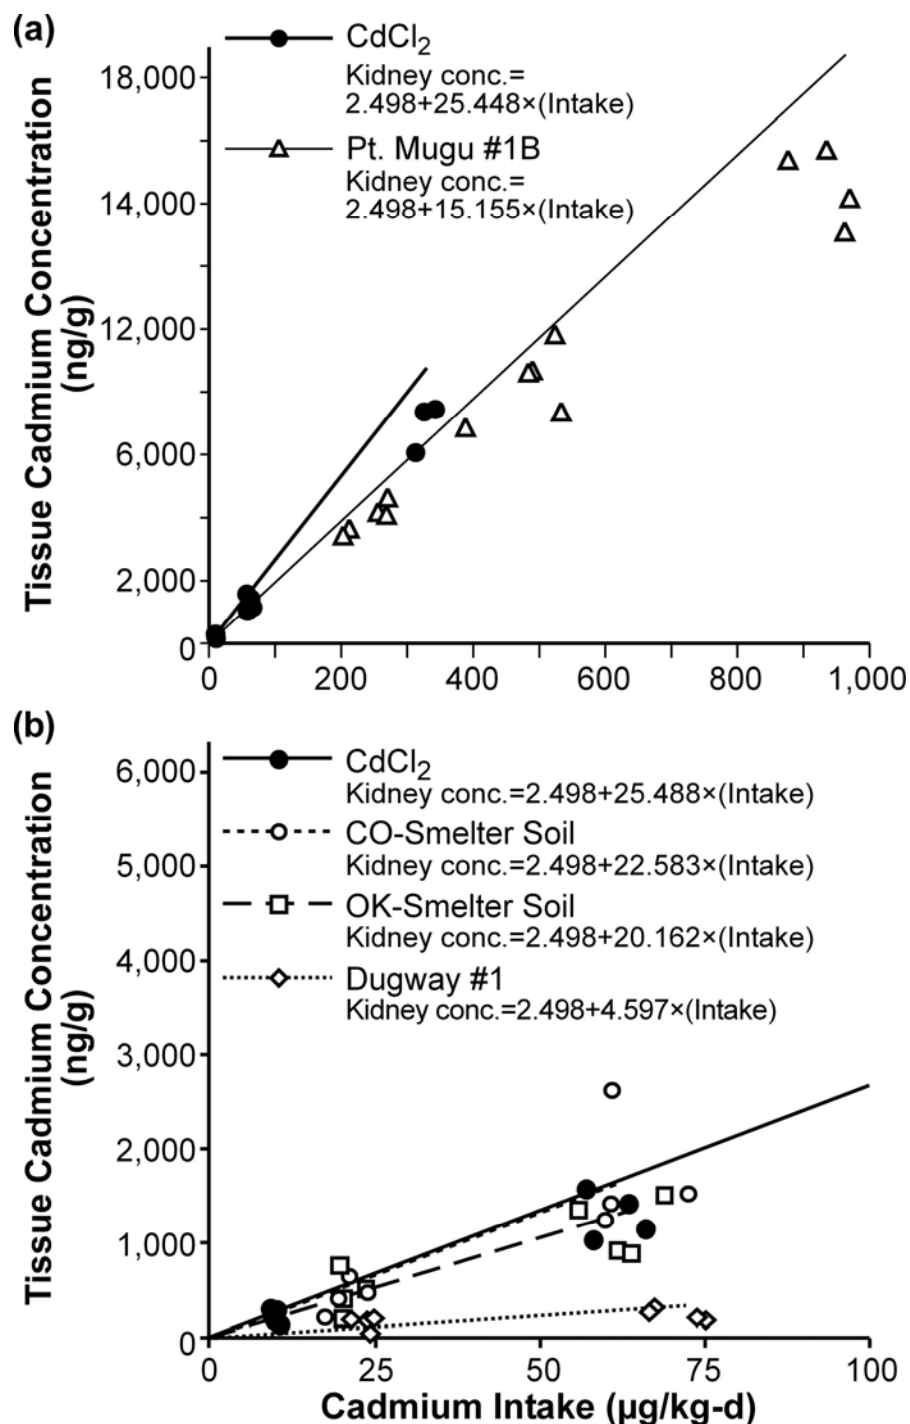 (a)
CdCl2
Kidney conc.=
2.498+25.448×(Intake)
Pt. Mugu #1B
Kidney conc.=
2.498+15.155×(Intake)
Tissue Cadmium Concentration
(ng/g)
18,000
14,000
12,000
6,000
2,000
0
0 200 400 600 800 1,000
(b)
CdCl2
Kidney conc.=2.498+25.488×(Intake)
CO-Smelter Soil
Kidney conc.=2.498+22.583×(Intake)
OK-Smelter Soil
Kidney conc.=2.498+20.162×(Intake)
Dugway #1
Kidney conc.=2.498+4.597×(Intake)
Tissue Cadmium Concentration
(ng/g)
6,000
5,000
4,000
3,000
2,000
1,000
0
0 25 50 75 100
Cadmium Intake (µg/kg-d)